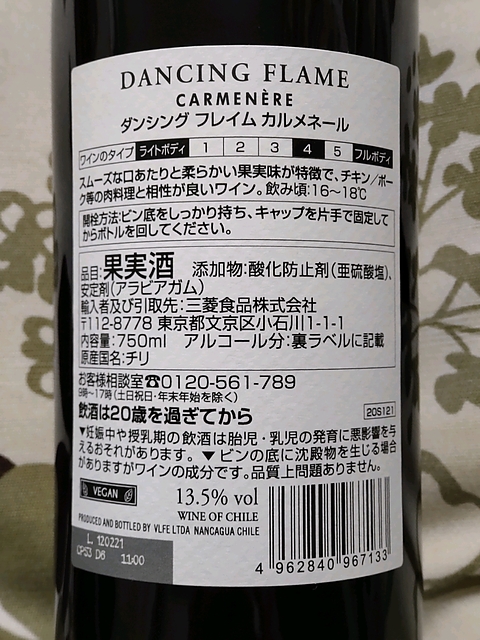 DANCING FLAME
CARMENÈRE
ダンシング フレイム カルメネール
ワインのタイプ ライトボディ 1 2 3 4 5 フルボディ
スムーズな口あたりと柔らかい果実味が特徴で、チキン/ポー
ク等の肉料理と相性が良いワイン。飲み頃:16~18℃
開栓方法:ビン底をしっかり持ち、キャップを片手で固定して
からボトルを回してください。
品目:果実酒 添加物:酸化防止剤(亜硫酸塩)、
安定剤(アラビアガム)
輸入者及び引取先:三菱食品株式会社
〒112-8778 東京都文京区小石川1-1-1
内容量:750ml アルコール分:裏ラベルに記載
原産国名:チリ
お客様相談室☎0120-561-789
9時~17時(土日祝日・年末年始を除く)
飲酒は20歳を過ぎてから 20S121
▼妊娠中や授乳期の飲酒は胎児・乳児の発育に悪影響を与
えるおそれがあります。▼ビンの底に沈殿物を生じる場合
がありますがワインの成分です。品質上問題ありません。
VEGAN 13.5% vol
WINE OF CHILE
PRODUCED AND BOTTLED BY VLFE LTDA NANCAGUA CHILE
L 120221
CP53 D6 11:00
4 962840 967133